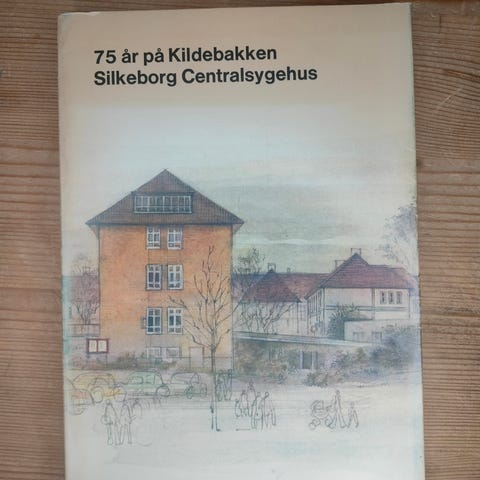 75 år på Kildebakken
Silkeborg Centralsygehus